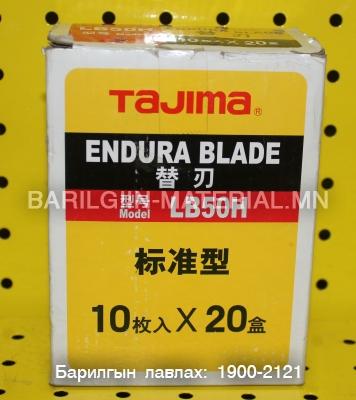 TAJIMA®
ENDURA BLADE
替刃
型号 Model LB50H
BARILGIIN-MATERIAL.MN
标准型
10枚入 X 20盒
Барилгын лавлах: 1900-2121